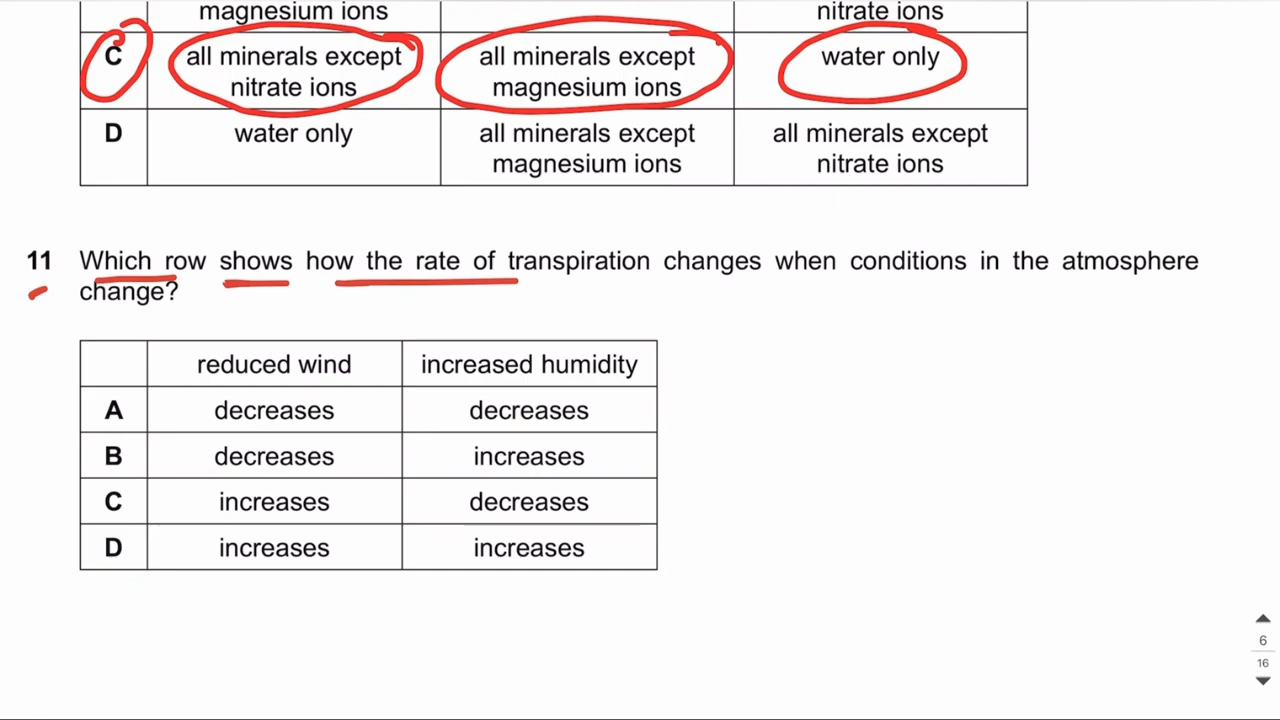 magnesium ions nitrate ions
C all minerals except all minerals except water only
nitrate ions magnesium ions
D water only all minerals except all minerals except
magnesium ions nitrate ions
11 Which row shows how the rate of transpiration changes when conditions in the atmosphere
change?
reduced wind increased humidity
A decreases decreases
B decreases increases
C increases decreases
D increases increases
6
16